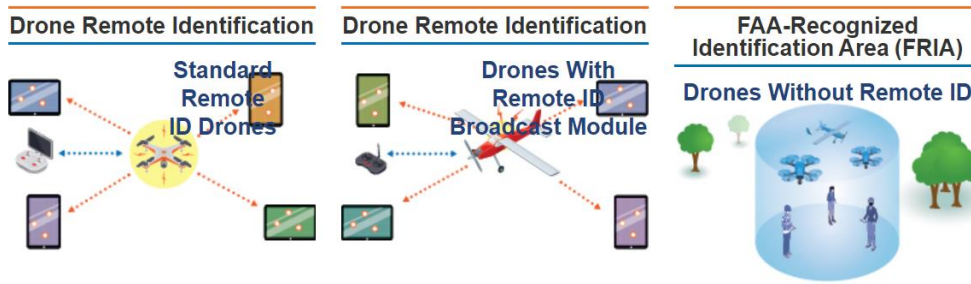 Drone Remote Identification
Standard
Remote
ID Drones
Drone Remote Identification
Drones With
Remote ID
Broadcast Module
FAA-Recognized
Identification Area (FRIA)
Drones Without Remote ID